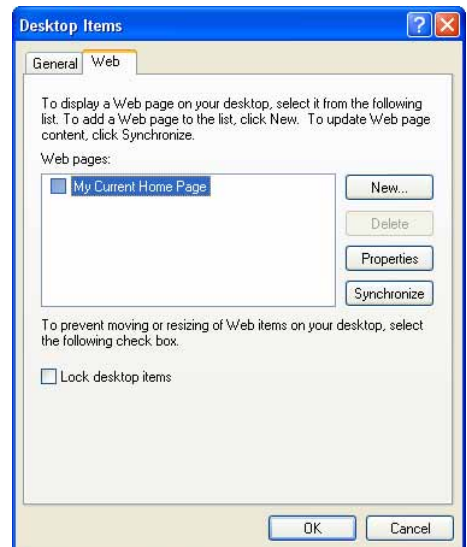 Desktop Items
General Web
To display a Web page on your desktop, select it from the following
list. To add a Web page to the list, click New. To update Web page
content, click Synchronize.
Web pages:
My Current Home Page
New...
Delete
Properties
Synchronize
To prevent moving or resizing of Web items on your desktop, select
the following check box.
Lock desktop items
OK Cancel